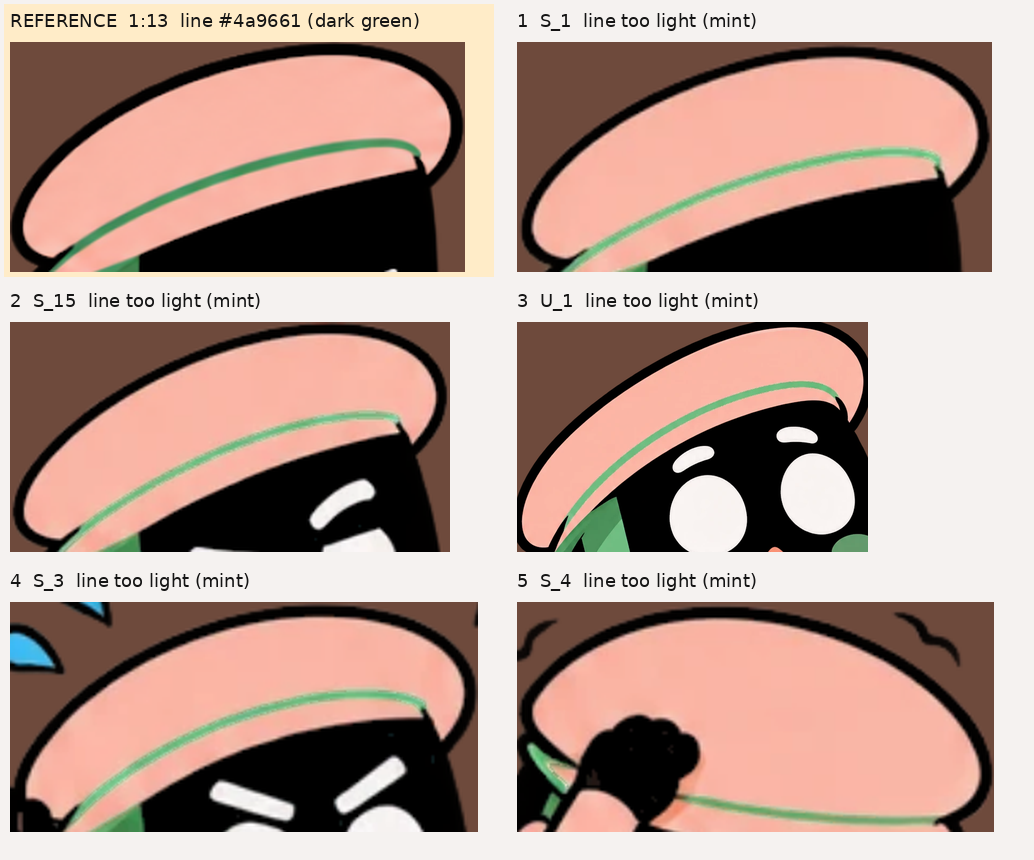 REFERENCE 1:13 line #4a9661 (dark green)
1 S_1 line too light (mint)
2 S_15 line too light (mint)
3 U_1 line too light (mint)
4 S_3 line too light (mint)
5 S_4 line too light (mint)